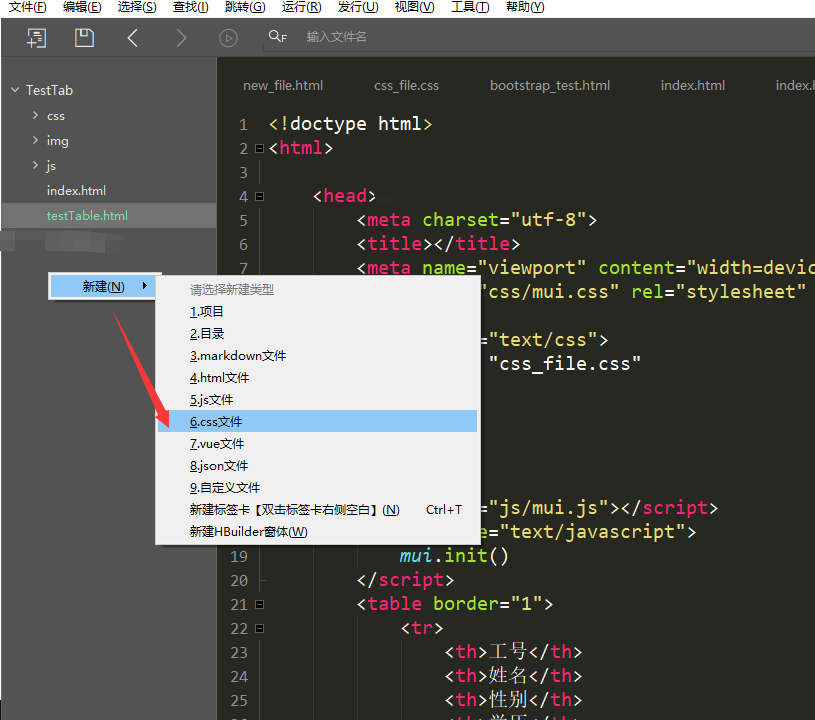 文件(F) 编辑(E) 选择(S) 查找(I) 跳转(G) 运行(R) 发行(U) 视图(V) 工具(T) 帮助(Y)
输入文件名
TestTab
css
img
js
index.html
testTable.html
new_file.html css_file.css bootstrap_test.html index.html index.h
1 <!doctype html>
2 <html>
3
4 <head>
5 <meta charset="utf-8">
6 <title></title>
7 <meta name="viewport" content="width=devic
"css/mui.css" rel="stylesheet"
="text/css">
"css_file.css"
新建(N)
请选择新建类型
1.项目
2.目录
3.markdown文件
4.html文件
5.js文件
6.css文件
7.vue文件
8.json文件
9.自定义文件
新建标签卡【双击标签卡右侧空白】(N) Ctrl+T
新建HBuilder窗体(W)
="js/mui.js"></script>
e="text/javascript">
19 mui.init()
20 </script>
21 <table border="1">
22 <tr>
23 <th>工号</th>
24 <th>姓名</th>
25 <th>性别</th>
<th>学历</th>